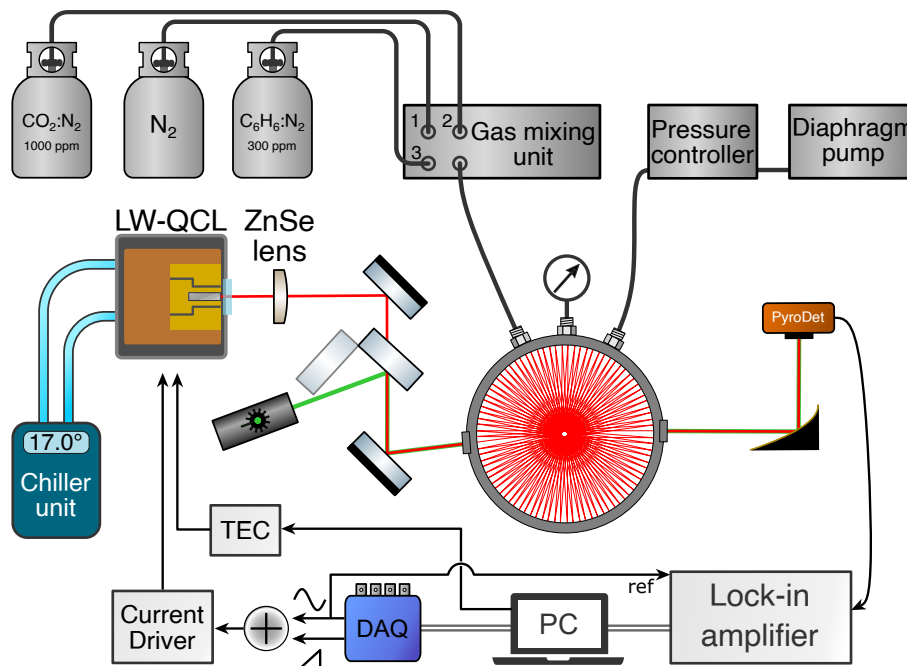 CO₂:N₂
1000 ppm
N₂
C₆H₆:N₂
300 ppm
1
2
3
Gas mixing
unit
Pressure
controller
Diaphragm
pump
LW-QCL
ZnSe
lens
PyroDet
17.0°
Chiller
unit
TEC
Current
Driver
DAQ
PC
ref
Lock-in
amplifier